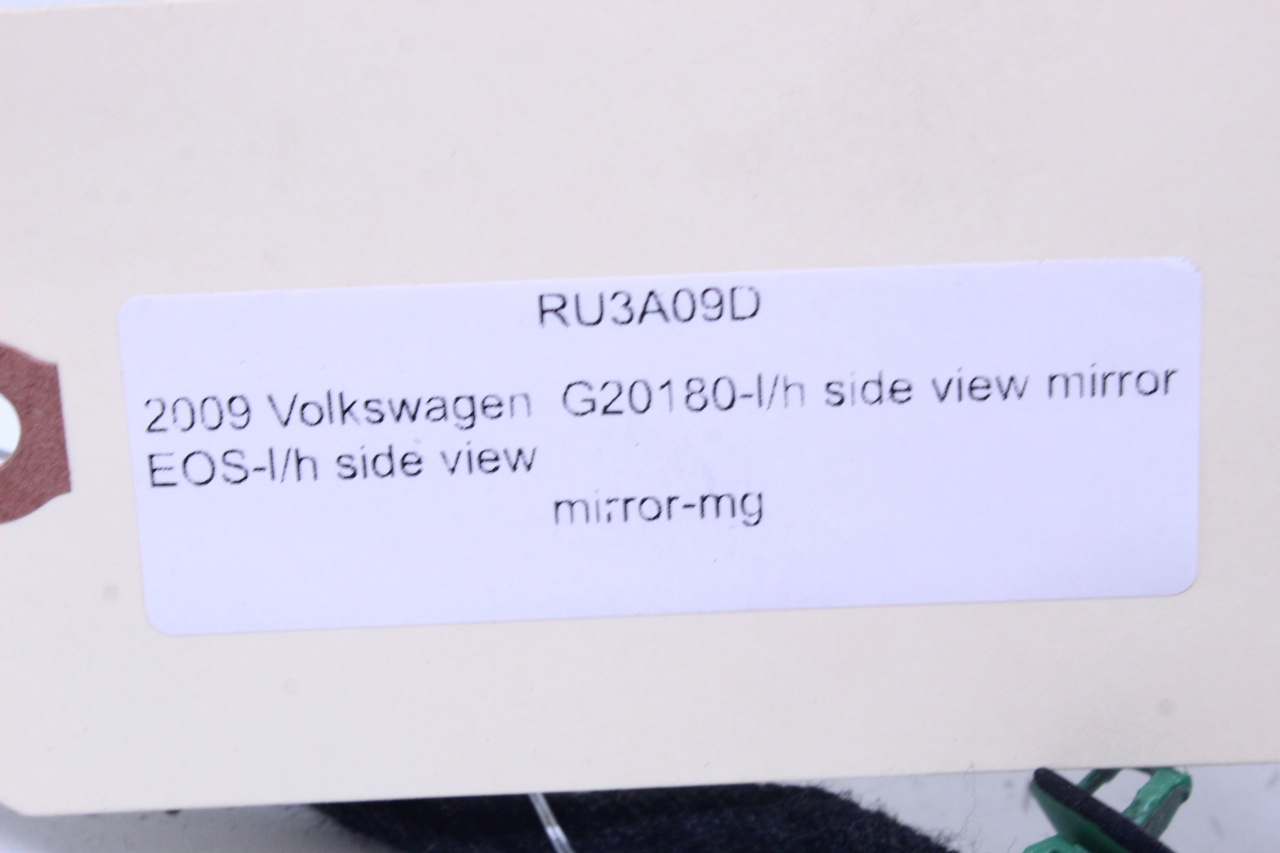 RU3A09D
2009 Volkswagen G20180-l/h side view mirror
EOS-l/h side view
mirror-mg